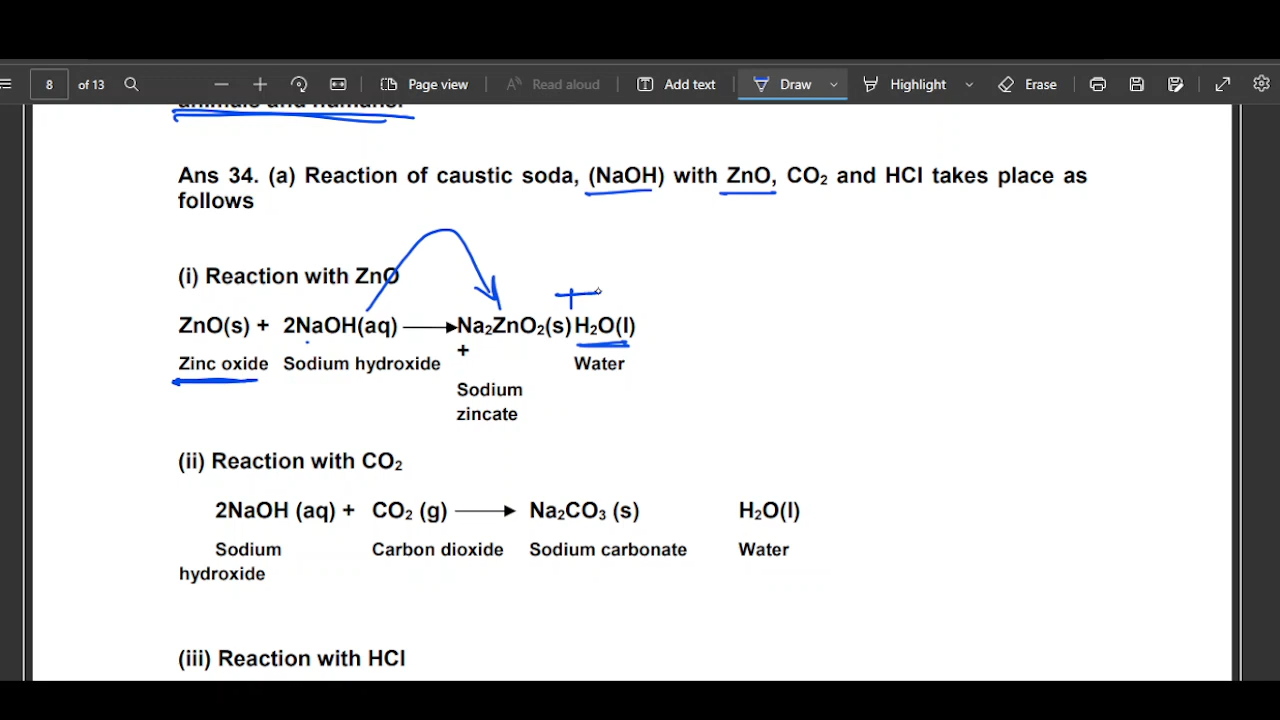 8 of 13 Page view Read aloud Add text Draw Highlight Erase
animals and humans.
Ans 34. (a) Reaction of caustic soda, (NaOH) with ZnO, CO₂ and HCl takes place as
follows
(i) Reaction with ZnO
+
ZnO(s) + 2NaOH(aq) ⟶ Na₂ZnO₂(s) H₂O(l)
+
Zinc oxide Sodium hydroxide Water
Sodium
zincate
(ii) Reaction with CO₂
2NaOH (aq) + CO₂ (g) ⟶ Na₂CO₃ (s) H₂O(l)
Sodium Carbon dioxide Sodium carbonate Water
hydroxide
(iii) Reaction with HCl